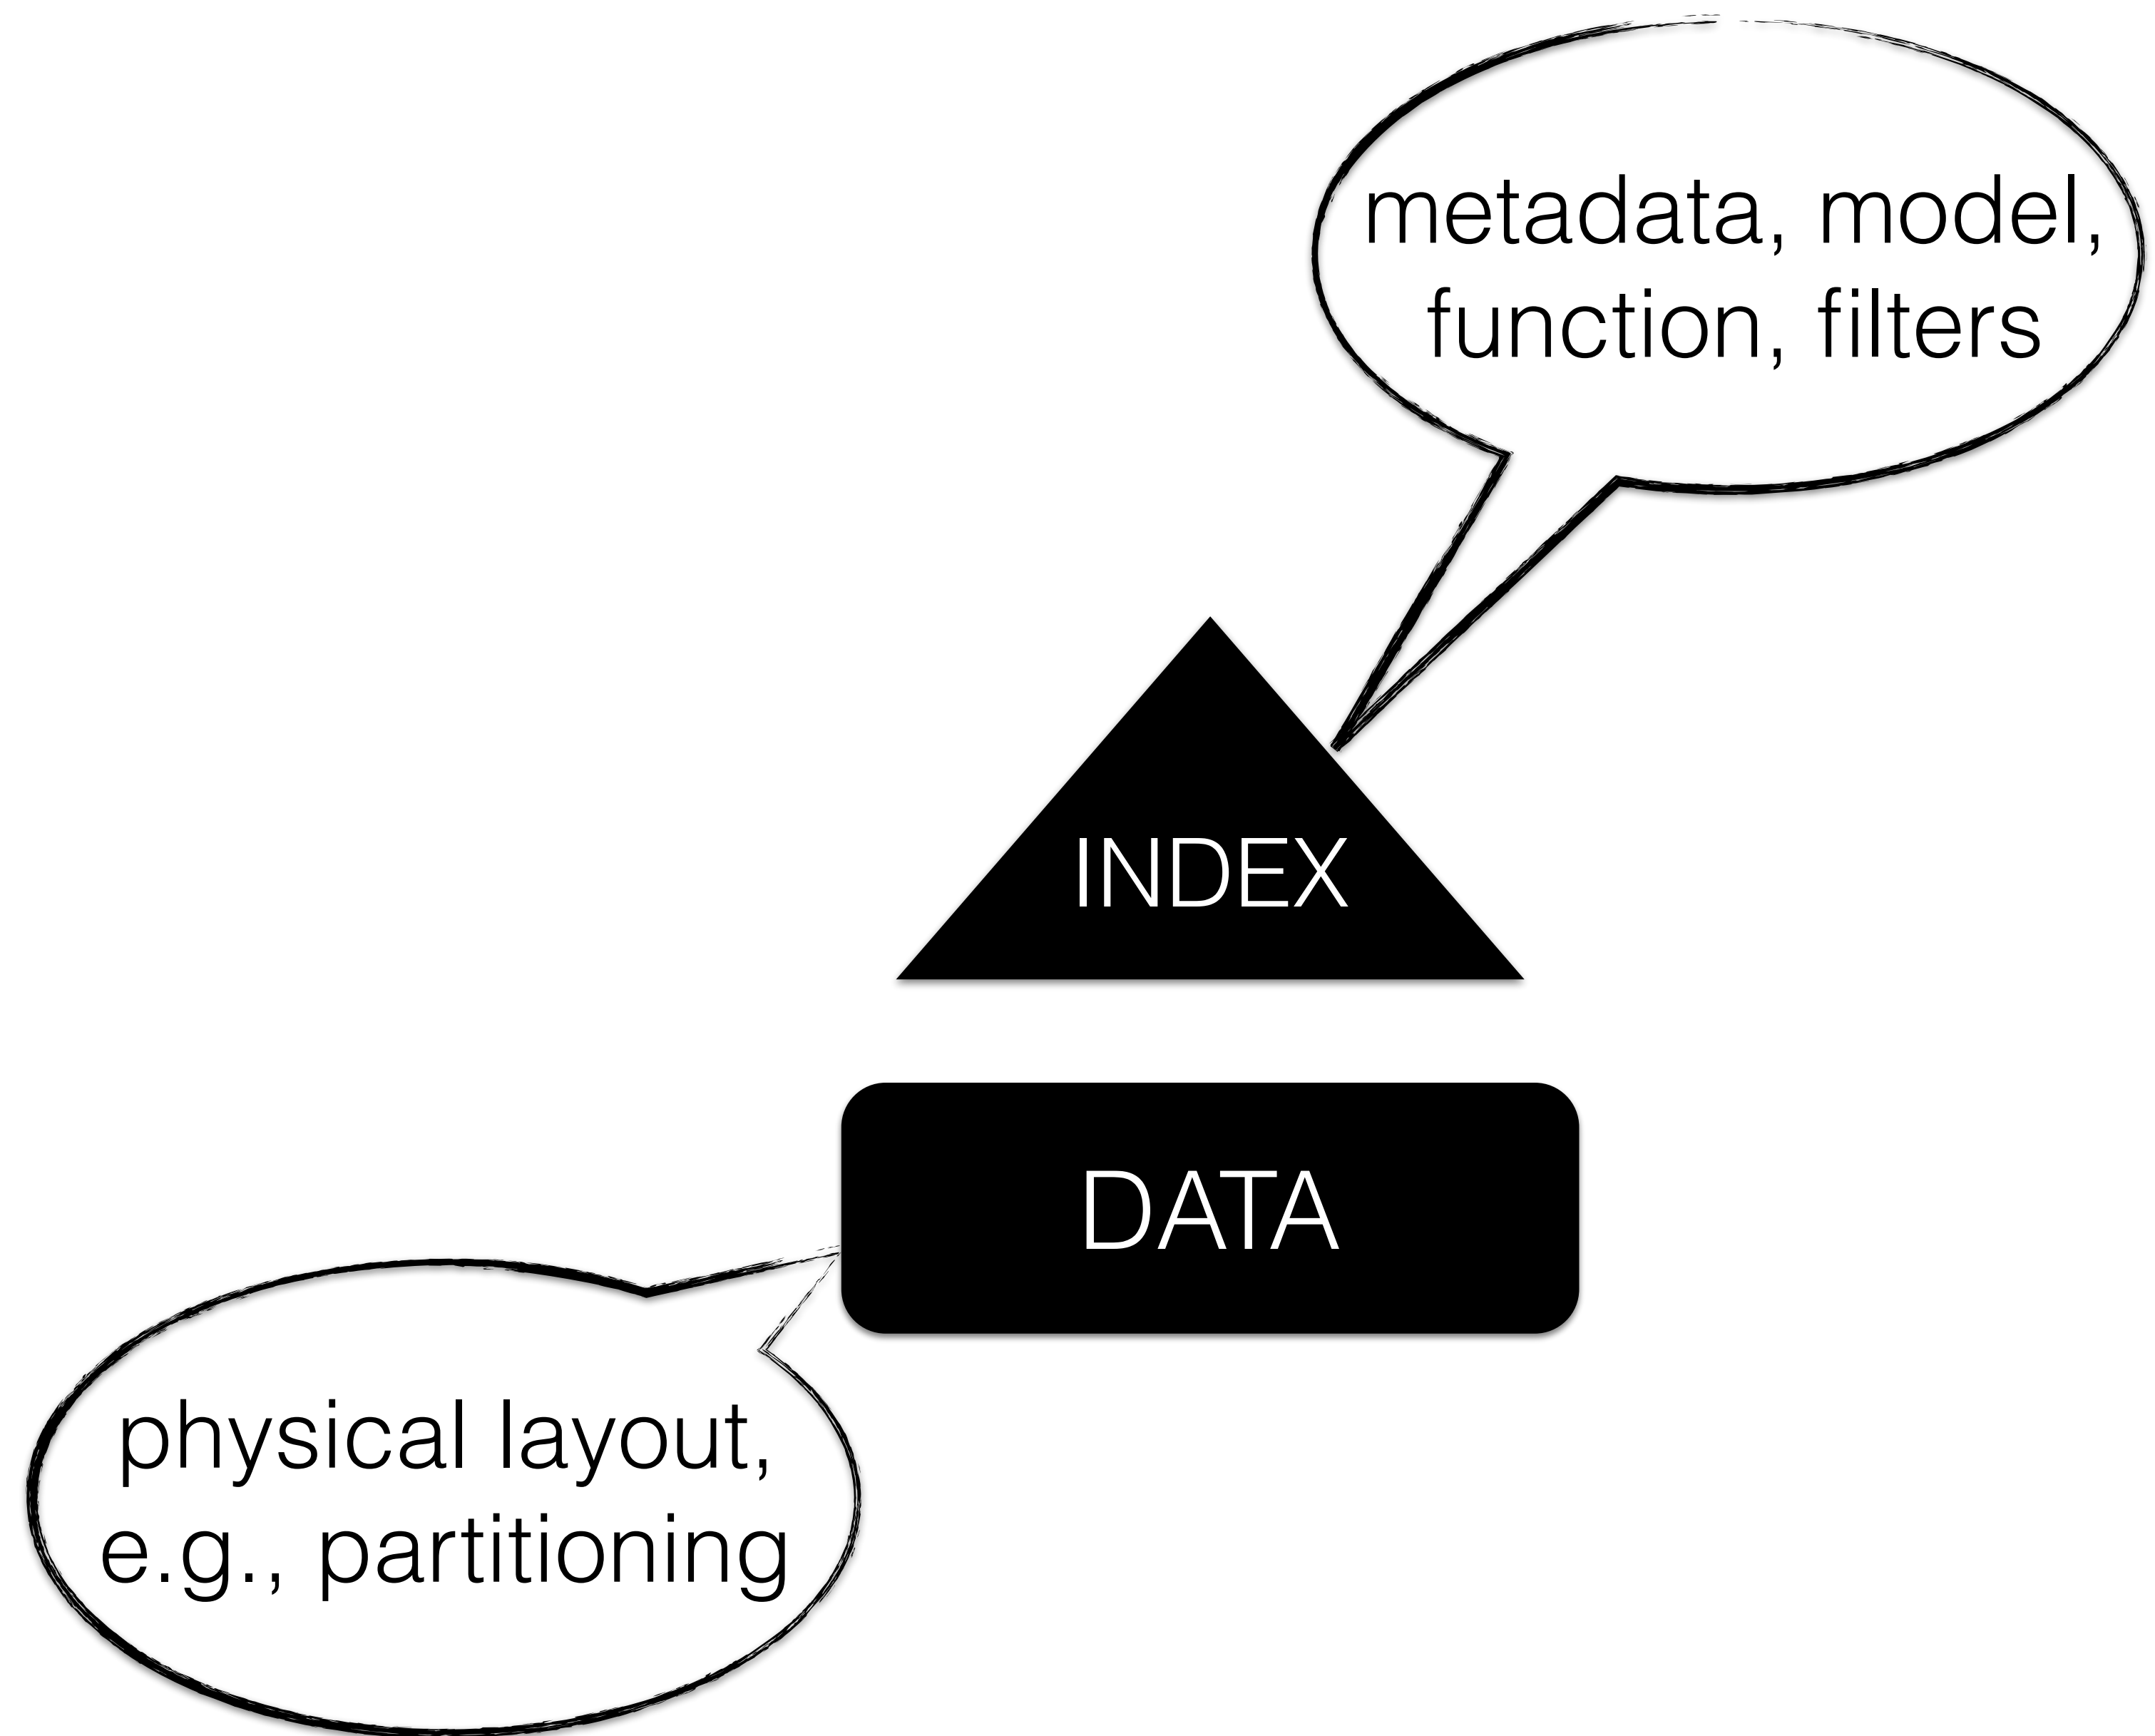 metadata, model,
function, filters
INDEX
DATA
physical layout,
e.g., partitioning